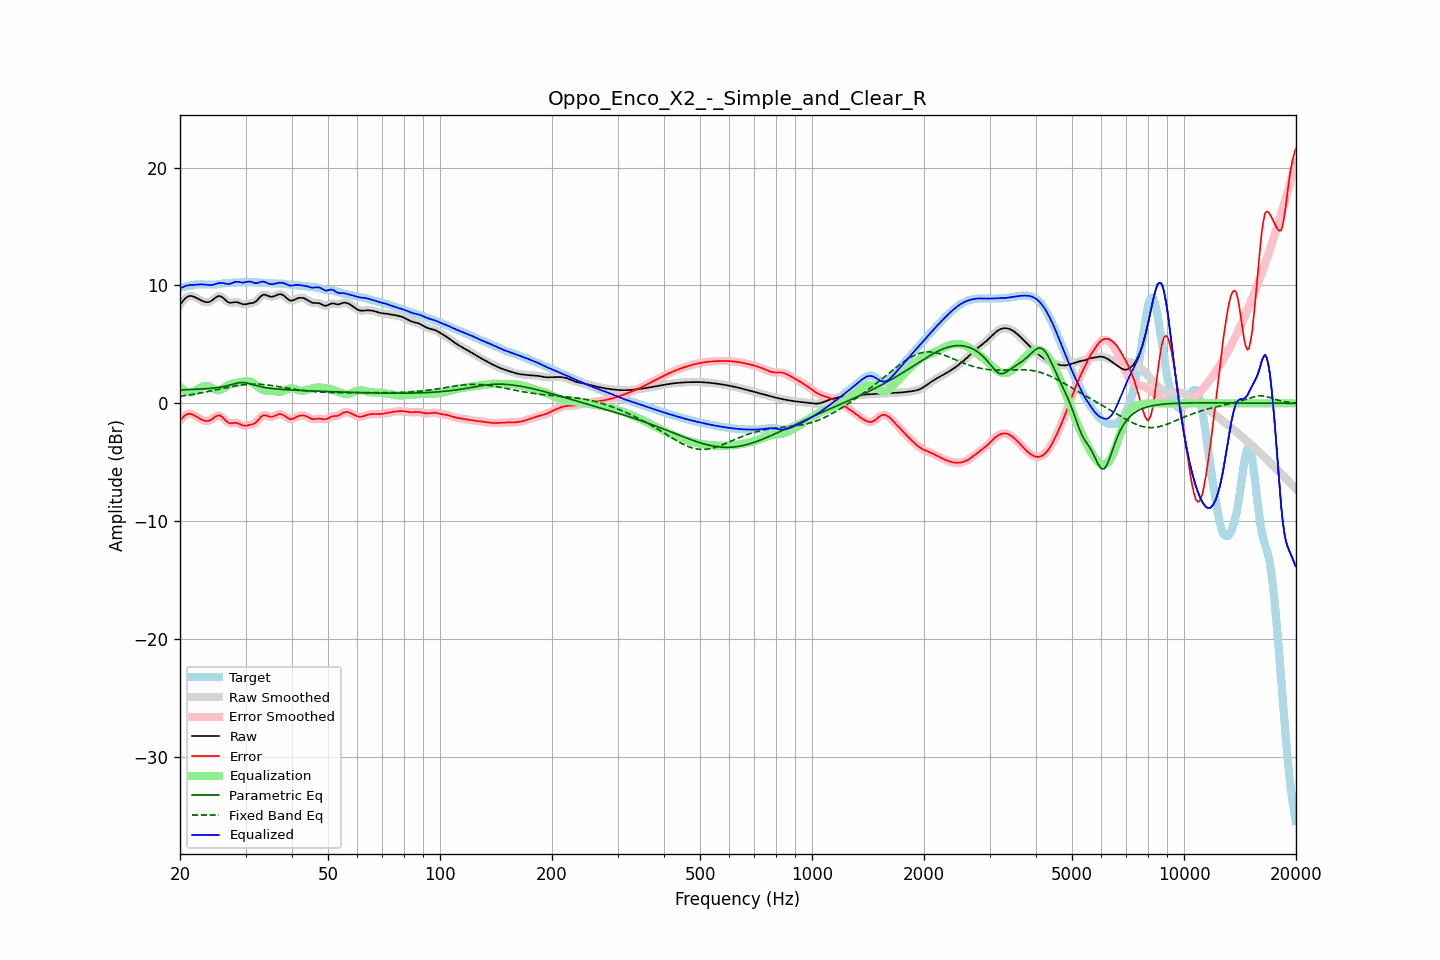 Oppo_Enco_X2_-_Simple_and_Clear_R
20
10
0
−10
−20
−30
Amplitude (dBr)
Target
Raw Smoothed
Error Smoothed
Raw
Error
Equalization
Parametric Eq
Fixed Band Eq
Equalized
20 50 100 200 500 1000 2000 5000 10000 20000
Frequency (Hz)